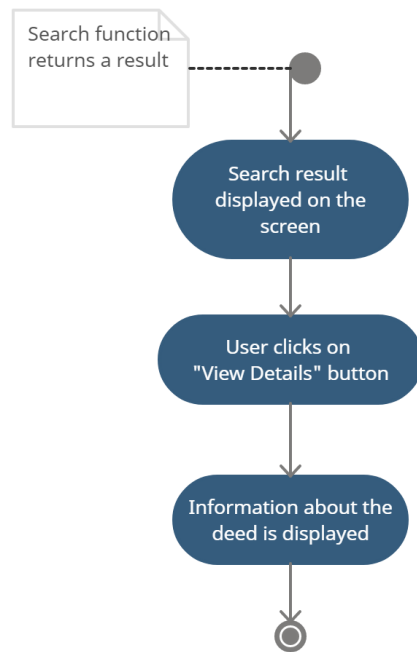 Search function
returns a result
Search result
displayed on the
screen
User clicks on
"View Details" button
Information about the
deed is displayed